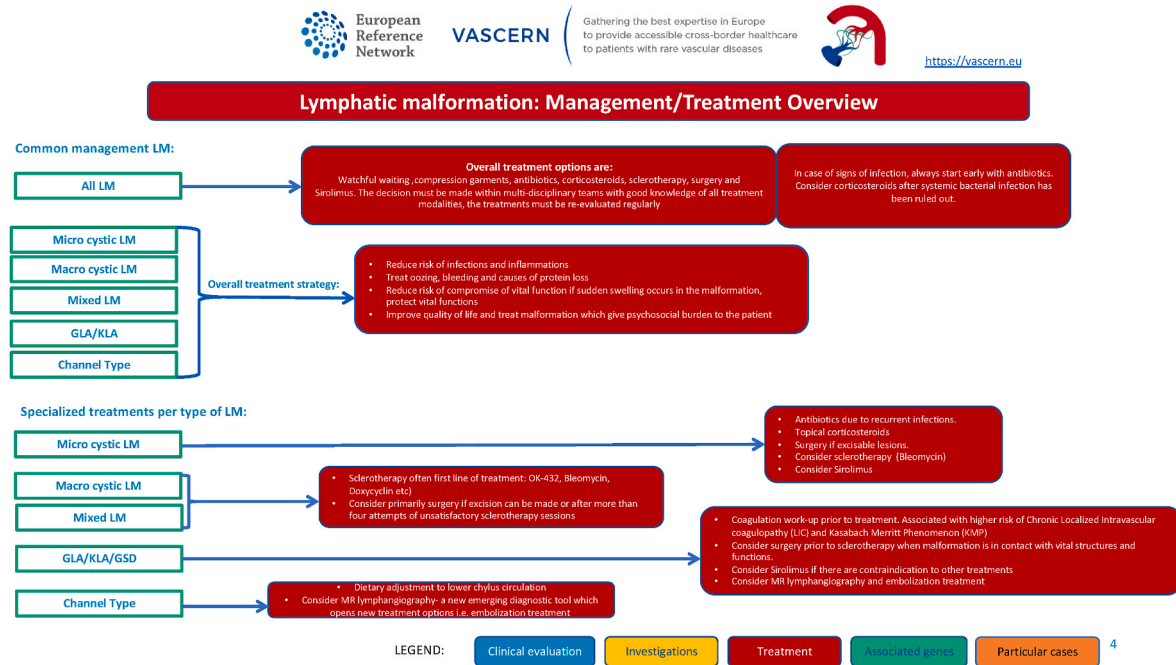 European
Reference
Network
VASCERN
Gathering the best expertise in Europe
to provide accessible cross-border healthcare
to patients with rare vascular diseases
https://vascern.eu
Lymphatic malformation: Management/Treatment Overview
Common management LM:
All LM
Overall treatment options are:
Watchful waiting ,compression garments, antibiotics, corticosteroids, sclerotherapy, surgery and
Sirolimus. The decision must be made within multi-disciplinary teams with good knowledge of all treatment
modalities, the treatments must be re-evaluated regularly
In case of signs of infection, always start early with antibiotics.
Consider corticosteroids after systemic bacterial infection has
been ruled out.
Micro cystic LM
Macro cystic LM
Mixed LM
GLA/KLA
Channel Type
Overall treatment strategy:
• Reduce risk of infections and inflammations
• Treat oozing, bleeding and causes of protein loss
• Reduce risk of compromise of vital function if sudden swelling occurs in the malformation,
protect vital functions
• Improve quality of life and treat malformation which give psychosocial burden to the patient
Specialized treatments per type of LM:
Micro cystic LM
• Antibiotics due to recurrent infections.
• Topical corticosteroids
• Surgery if excisable lesions.
• Consider sclerotherapy (Bleomycin)
• Consider Sirolimus
Macro cystic LM
Mixed LM
• Sclerotherapy often first line of treatment: OK-432, Bleomycin,
Doxycyclin etc)
• Consider primarily surgery if excision can be made or after more than
four attempts of unsatisfactory sclerotherapy sessions
GLA/KLA/GSD
• Coagulation work-up prior to treatment. Associated with higher risk of Chronic Localized Intravascular
coagulopathy (LIC) and Kasabach Merritt Phenomenon (KMP)
• Consider surgery prior to sclerotherapy when malformation is in contact with vital structures and
functions.
• Consider Sirolimus if there are contraindication to other treatments
• Consider MR lymphangiography and embolization treatment
Channel Type
• Dietary adjustment to lower chylus circulation
• Consider MR lymphangiography- a new emerging diagnostic tool which
opens new treatment options i.e. embolization treatment
LEGEND:
Clinical evaluation
Investigations
Treatment
Associated genes
Particular cases
4